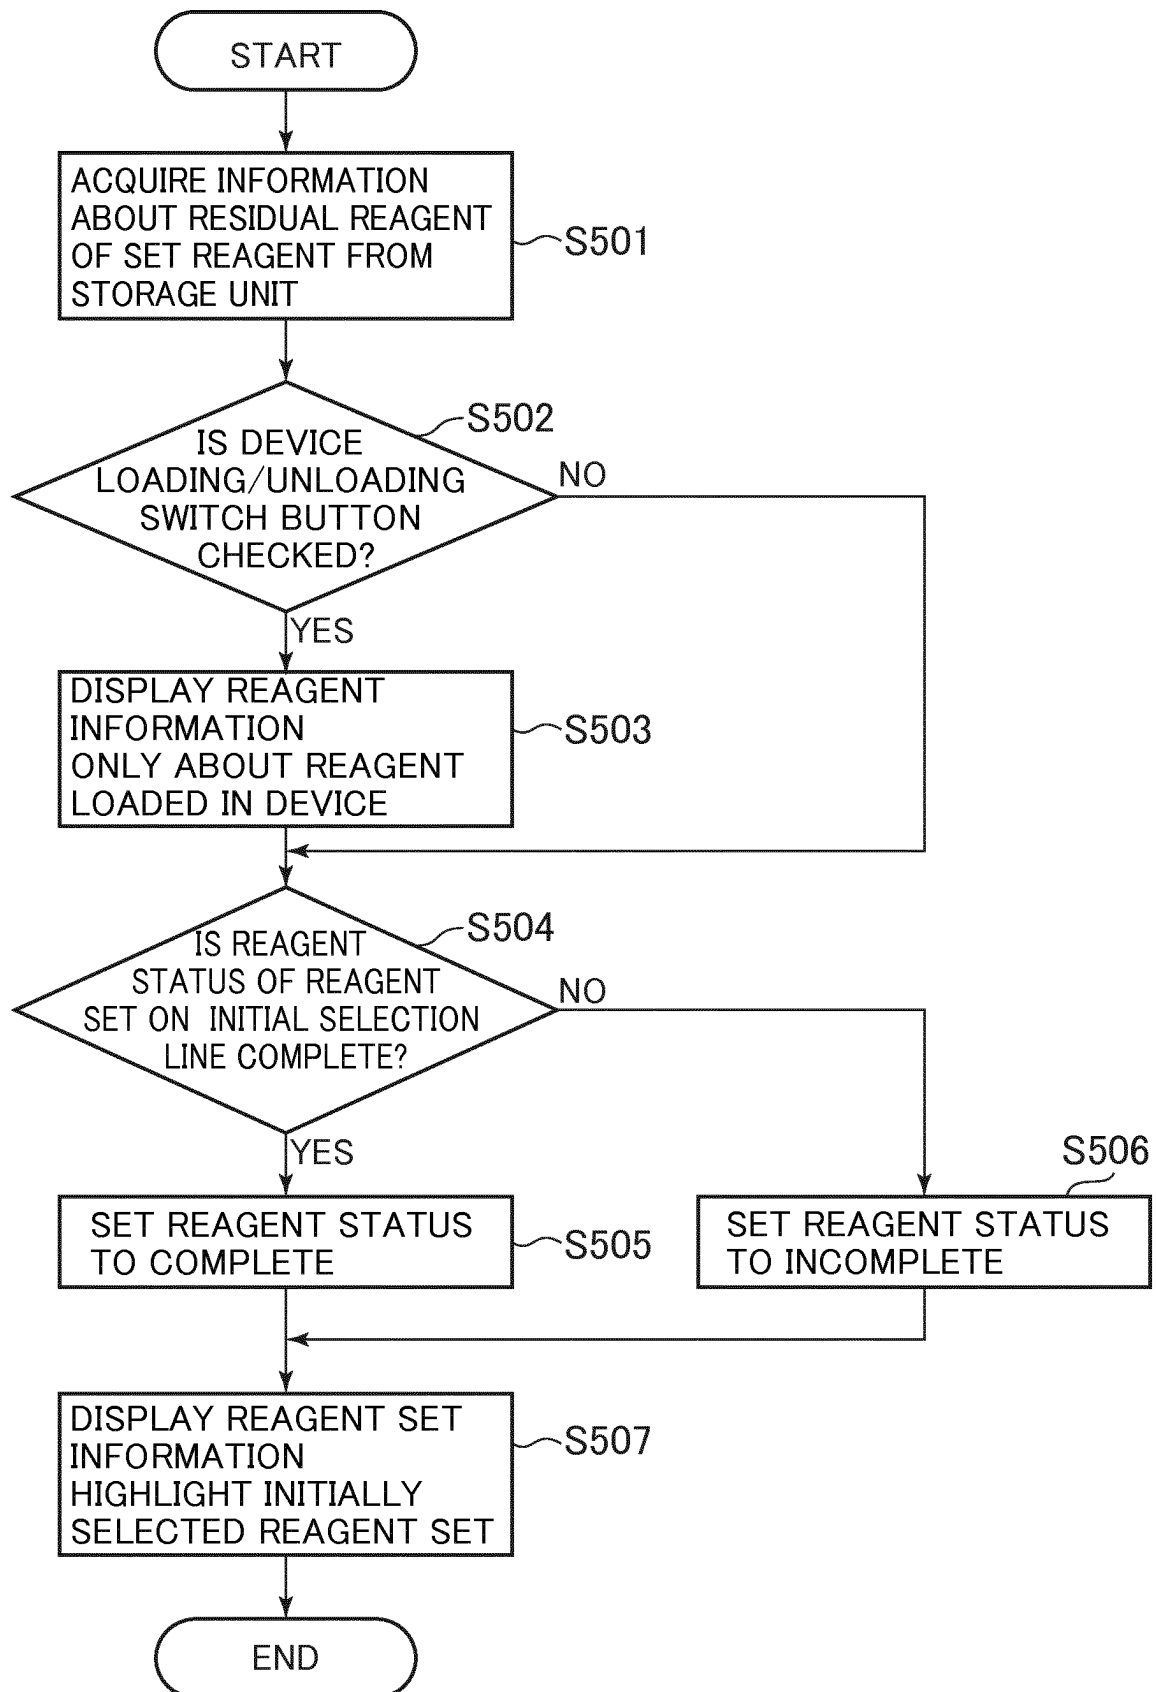 START
ACQUIRE INFORMATION
ABOUT RESIDUAL REAGENT
OF SET REAGENT FROM
STORAGE UNIT
S501
S502
IS DEVICE
LOADING/UNLOADING
SWITCH BUTTON
CHECKED?
NO
YES
DISPLAY REAGENT
INFORMATION
ONLY ABOUT REAGENT
LOADED IN DEVICE
S503
S504
IS REAGENT
STATUS OF REAGENT
SET ON INITIAL SELECTION
LINE COMPLETE?
NO
YES
S506
SET REAGENT STATUS
TO COMPLETE
S505
SET REAGENT STATUS
TO INCOMPLETE
DISPLAY REAGENT SET
INFORMATION
HIGHLIGHT INITIALLY
SELECTED REAGENT SET
S507
END